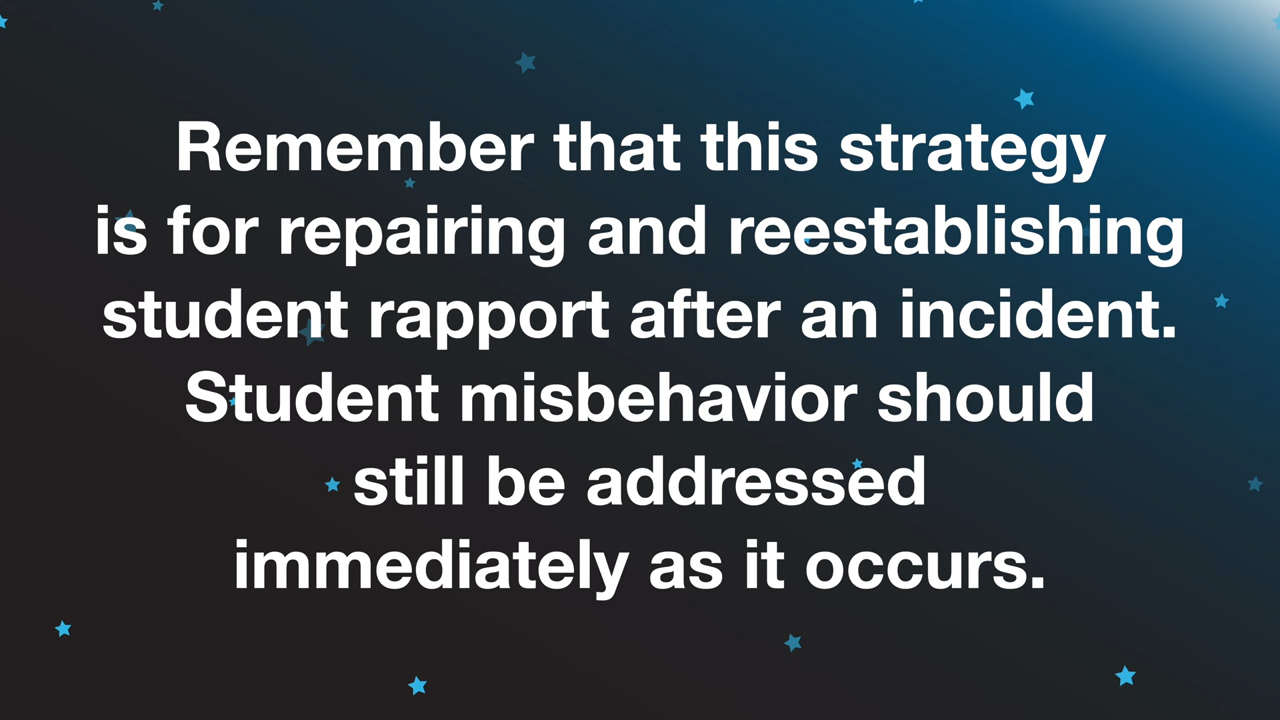 Remember that this strategy
is for repairing and reestablishing
student rapport after an incident.
Student misbehavior should
still be addressed
immediately as it occurs.